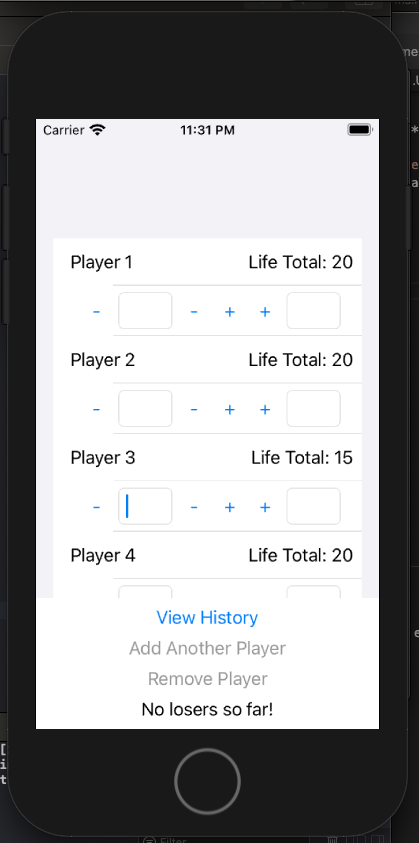 Carrier 11:31 PM
Player 1 Life Total: 20
- - + +
Player 2 Life Total: 20
- - + +
Player 3 Life Total: 15
- - + +
Player 4 Life Total: 20
View History
Add Another Player
Remove Player
No losers so far!
Filter